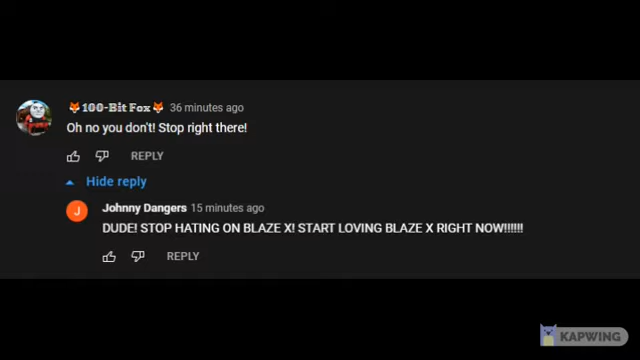 🦊100-Bit Fox🦊 36 minutes ago
Oh no you don't! Stop right there!
REPLY
Hide reply
J
Johnny Dangers 15 minutes ago
DUDE! STOP HATING ON BLAZE X! START LOVING BLAZE X RIGHT NOW!!!!!!
REPLY
KAPWING